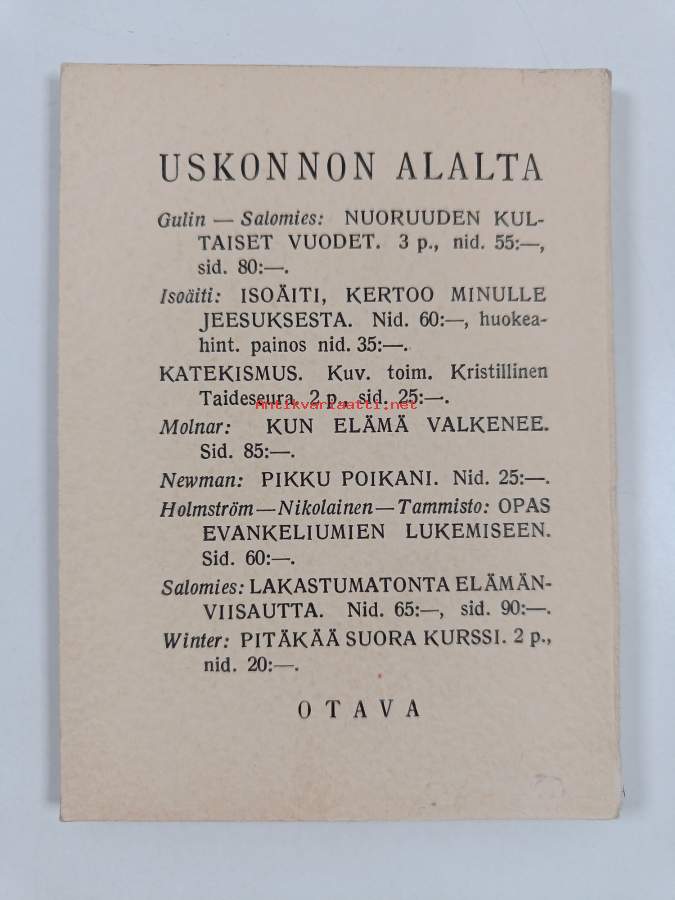 USKONNON ALALTA
Gulin — Salomies: NUORUUDEN KUL-
TAISET VUODET. 3 p., nid. 55:—,
sid. 80:—.
Isoäiti: ISOÄITI, KERTOO MINULLE
JEESUKSESTA. Nid. 60:—, huokea-
hint. painos nid. 35:—.
KATEKISMUS. Kuv. toim. Kristillinen
Taideseura. 2 p., sid. 25:—.
Antikvariaatti.net
Molnar: KUN ELÄMÄ VALKENEE.
Sid. 85:—.
Newman: PIKKU POIKANI. Nid. 25:—.
Holmström—Nikolainen—Tammisto: OPAS
EVANKELIUMIEN LUKEMISEEN.
Sid. 60:—.
Salomies: LAKASTUMATONTA ELÄMÄN-
VIISAUTTA. Nid. 65:—, sid. 90:—.
Winter: PITÄKÄÄ SUORA KURSSI. 2 p.,
nid. 20:—.
OTAVA